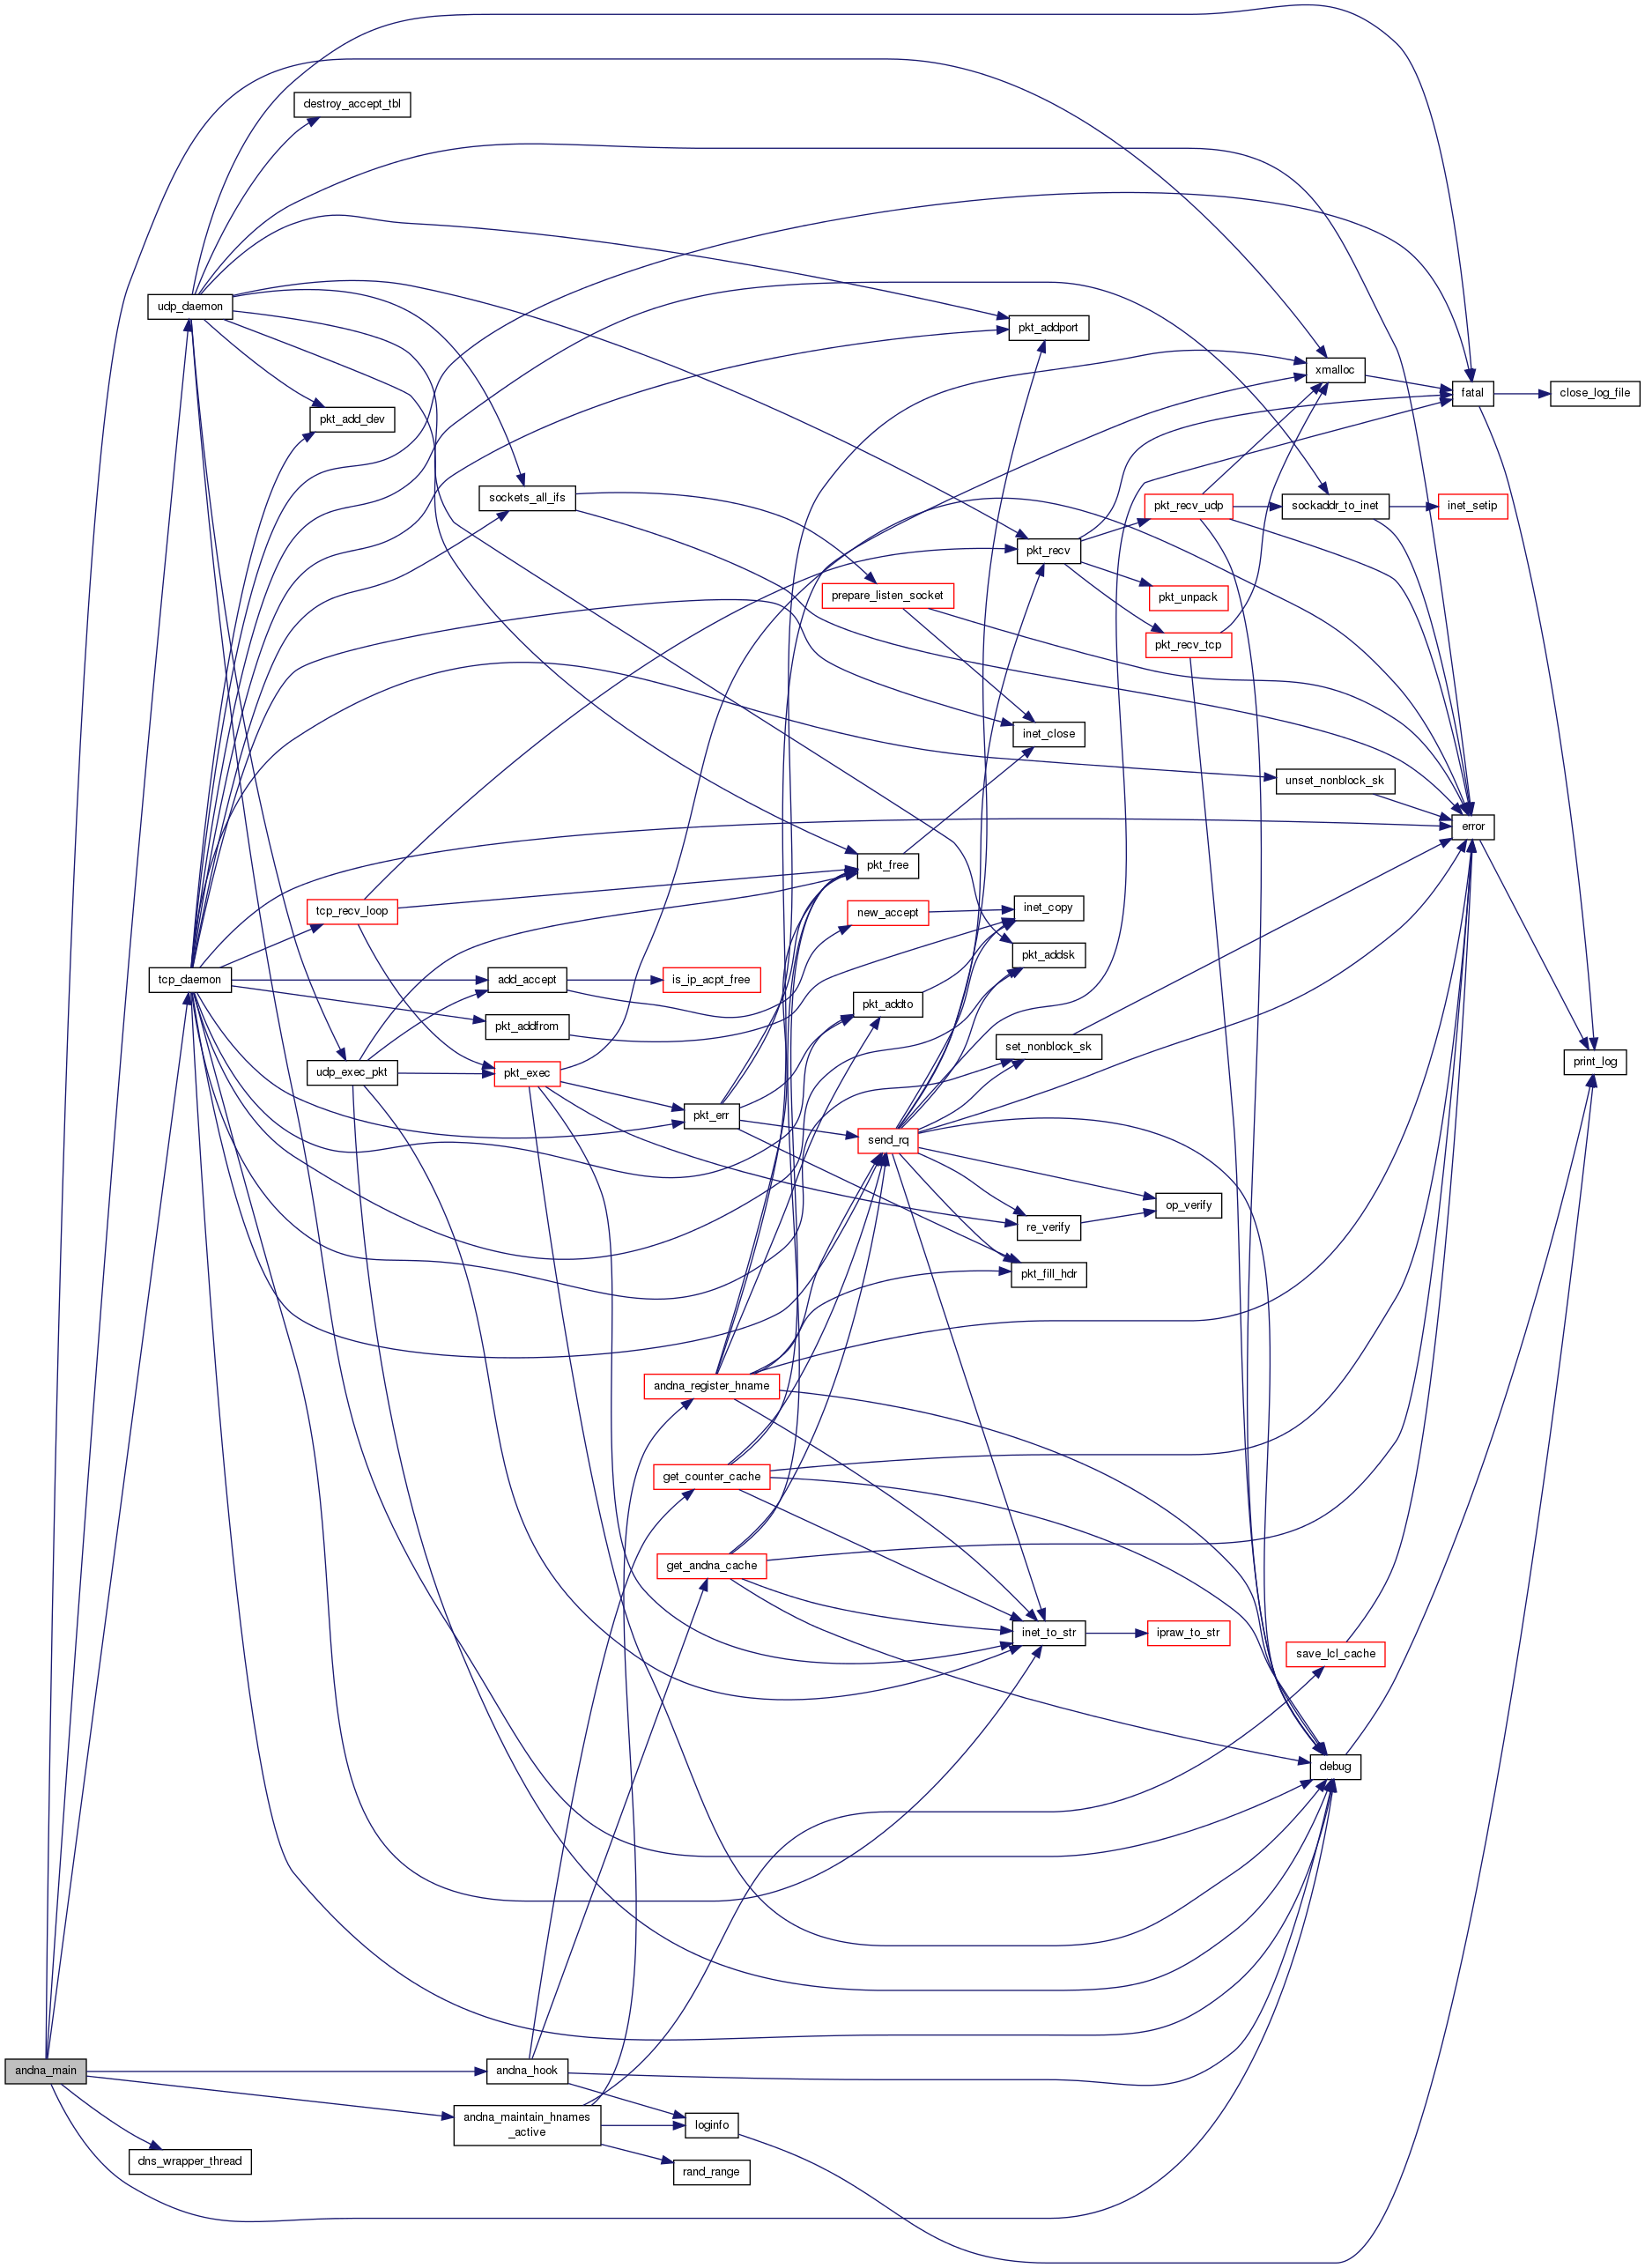 destroy_accept_tbl
udp_daemon
pkt_addport
xmalloc
fatal
close_log_file
pkt_add_dev
sockets_all_ifs
pkt_recv_udp
sockaddr_to_inet
inet_setip
pkt_recv
prepare_listen_socket
pkt_unpack
pkt_recv_tcp
inet_close
unset_nonblock_sk
error
pkt_free
tcp_recv_loop
new_accept
inet_copy
pkt_addsk
tcp_daemon
add_accept
is_ip_acpt_free
pkt_addto
pkt_addfrom
set_nonblock_sk
print_log
udp_exec_pkt
pkt_exec
pkt_err
send_rq
op_verify
re_verify
pkt_fill_hdr
andna_register_hname
get_counter_cache
get_andna_cache
inet_to_str
ipraw_to_str
save_lcl_cache
debug
andna_main
andna_hook
andna_maintain_hnames
_active
loginfo
dns_wrapper_thread
rand_range